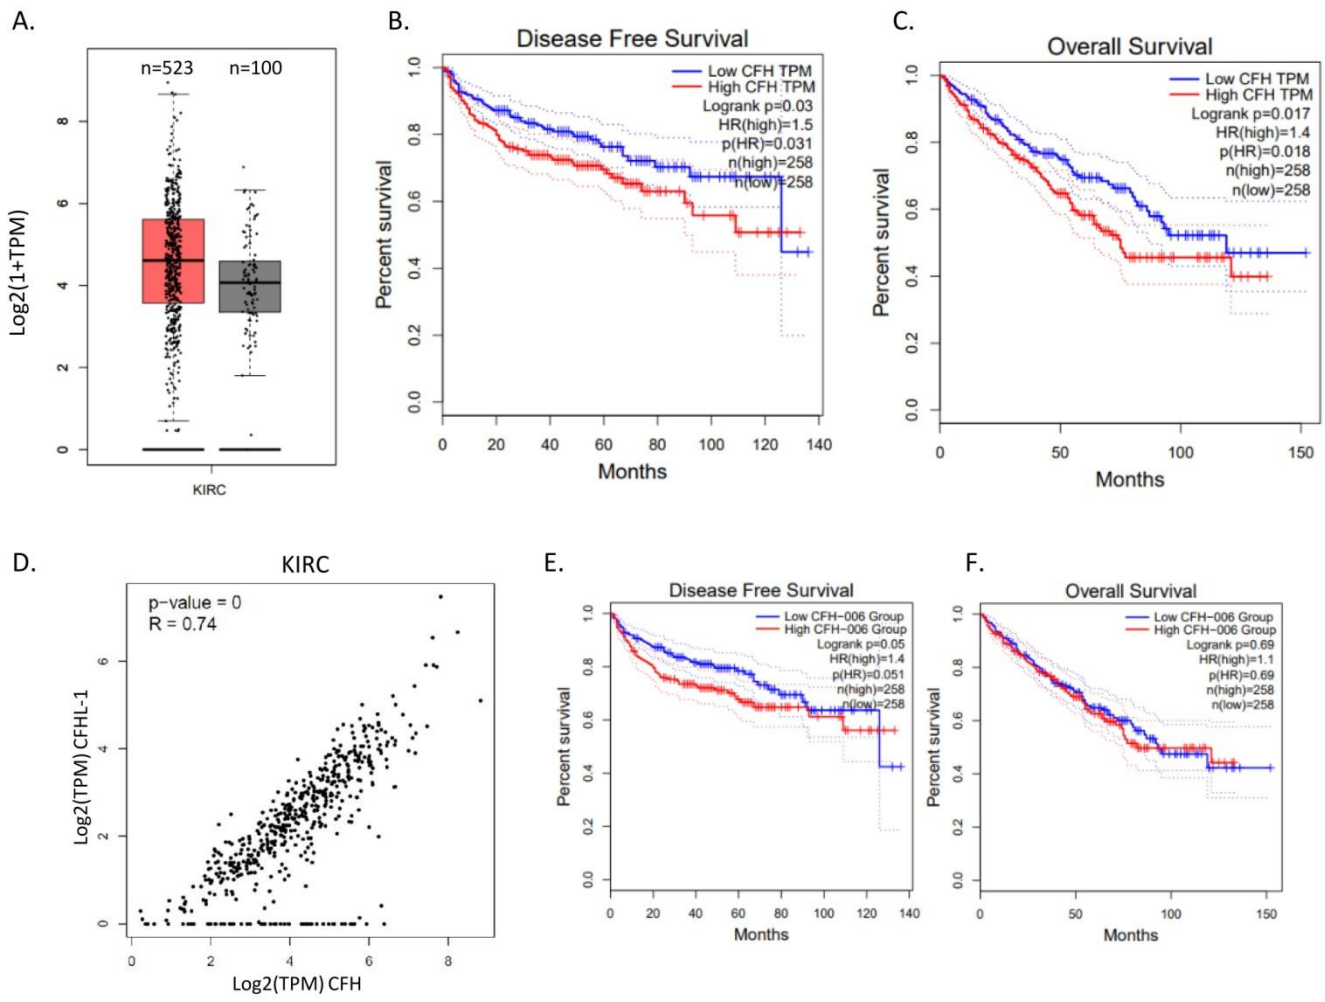 A.
n=523 n=100
Log2(1+TPM)
8
6
4
2
0
KIRC
B.
Disease Free Survival
Low CFH TPM
High CFH TPM
Logrank p=0.03
HR(high)=1.5
p(HR)=0.031
n(high)=258
n(low)=258
Percent survival
1.0
0.8
0.6
0.4
0.2
0.0
0 20 40 60 80 100 120 140
Months
C.
Overall Survival
Low CFH TPM
High CFH TPM
Logrank p=0.017
HR(high)=1.4
p(HR)=0.018
n(high)=258
n(low)=258
Percent survival
1.0
0.8
0.6
0.4
0.2
0.0
0 50 100 150
Months
D.
KIRC
p-value = 0
R = 0.74
Log2(TPM) CFHL-1
6
4
2
0
0 2 4 6 8
Log2(TPM) CFH
E.
Disease Free Survival
Low CFH-006 Group
High CFH-006 Group
Logrank p=0.05
HR(high)=1.4
p(HR)=0.051
n(high)=258
n(low)=258
Percent survival
1.0
0.8
0.6
0.4
0.2
0.0
0 20 40 60 80 100 120 140
Months
F.
Overall Survival
Low CFH-006 Group
High CFH-006 Group
Logrank p=0.69
HR(high)=1.1
p(HR)=0.69
n(high)=258
n(low)=258
Percent survival
1.0
0.8
0.6
0.4
0.2
0.0
0 50 100 150
Months